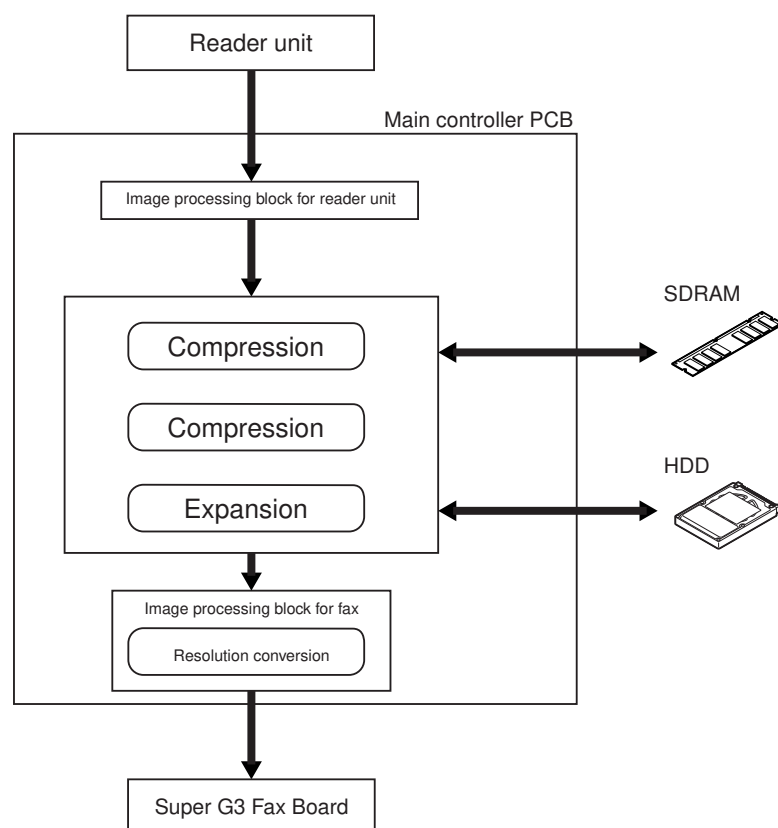 Reader unit
Main controller PCB
Image processing block for reader unit
SDRAM
Compression
Compression
HDD
Expansion
Image processing block for fax
Resolution conversion
Super G3 Fax Board